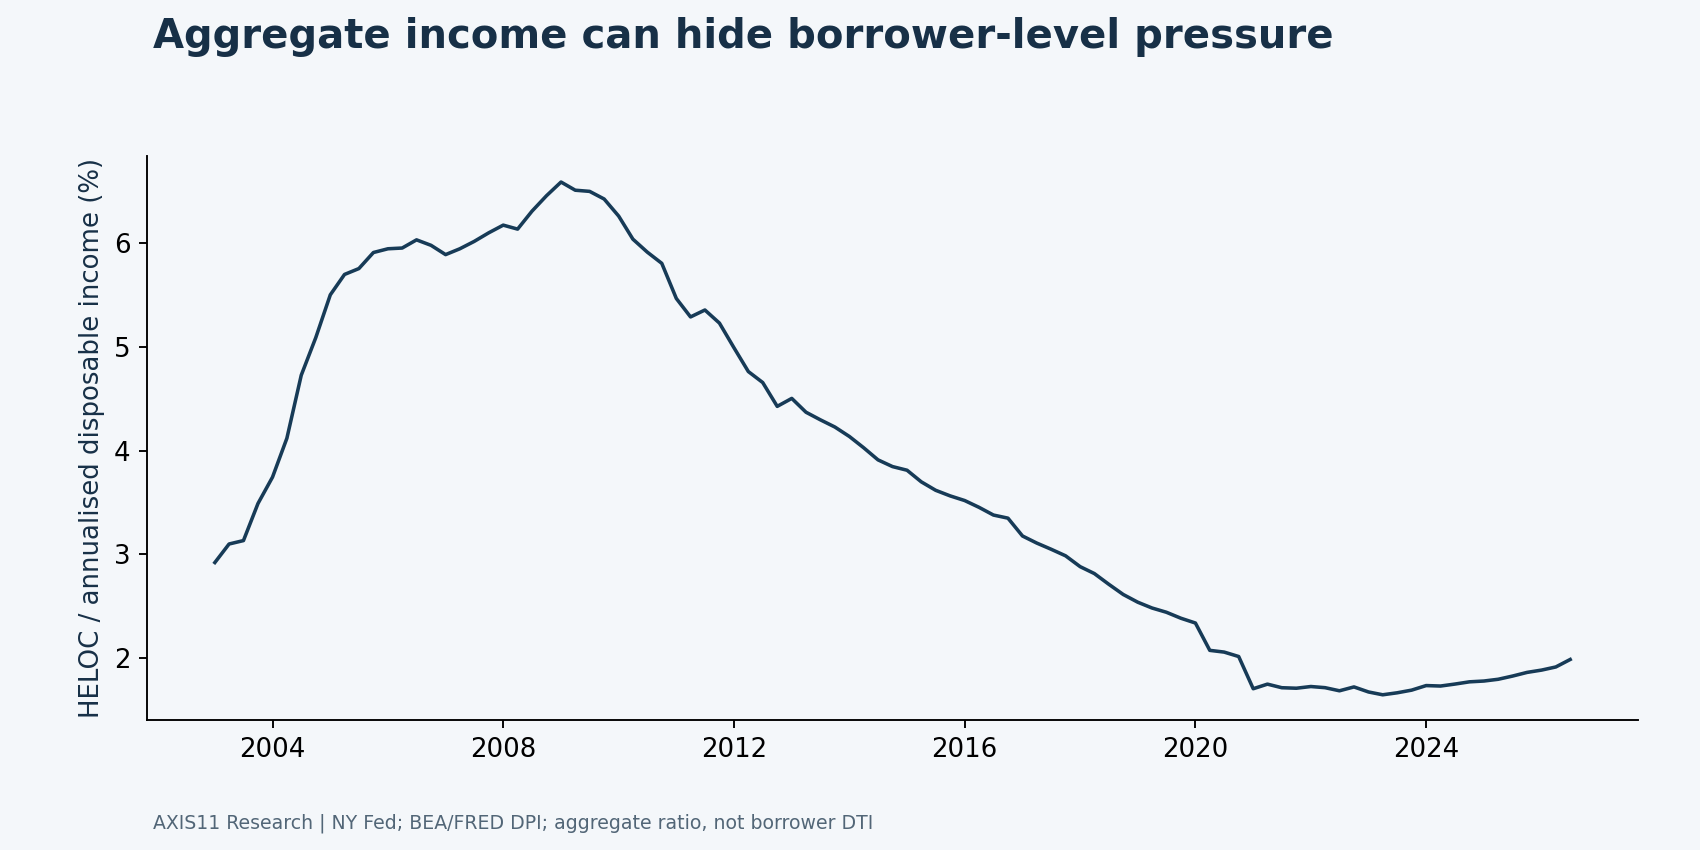 Aggregate income can hide borrower-level pressure
HELOC / annualised disposable income (%)
6
5
4
3
2
2004 2008 2012 2016 2020 2024
AXIS11 Research | NY Fed; BEA/FRED DPI; aggregate ratio, not borrower DTI